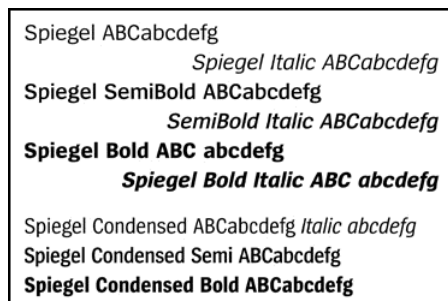 Spiegel ABCabcdefg
Spiegel Italic ABCabcdefg
Spiegel SemiBold ABCabcdefg
SemiBold Italic ABCabcdefg
Spiegel Bold ABC abcdefg
Spiegel Bold Italic ABC abcdefg
Spiegel Condensed ABCabcdefg Italic abcdefg
Spiegel Condensed Semi ABCabcdefg
Spiegel Condensed Bold ABCabcdefg